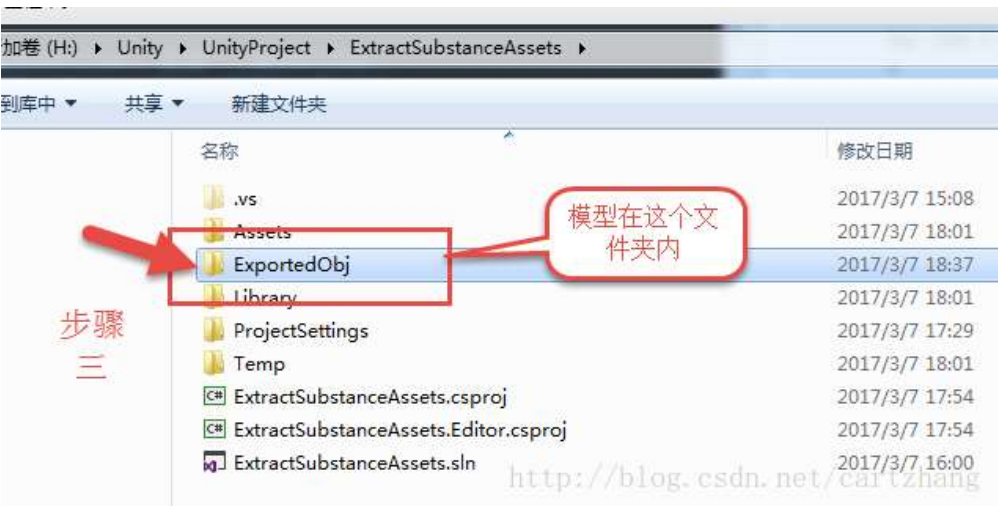 加卷 (H:) ▸ Unity ▸ UnityProject ▸ ExtractSubstanceAssets ▸
到库中 ▼ 共享 ▼ 新建文件夹
名称 修改日期
.vs 2017/3/7 15:08
Assets 2017/3/7 18:01
ExportedObj 2017/3/7 18:37
Library 2017/3/7 18:01
ProjectSettings 2017/3/7 17:29
Temp 2017/3/7 18:01
ExtractSubstanceAssets.csproj 2017/3/7 17:54
ExtractSubstanceAssets.Editor.csproj 2017/3/7 17:54
ExtractSubstanceAssets.sln 2017/3/7 16:00
模型在这个文
件夹内
步骤
三
http://blog.csdn.net/cartzhang